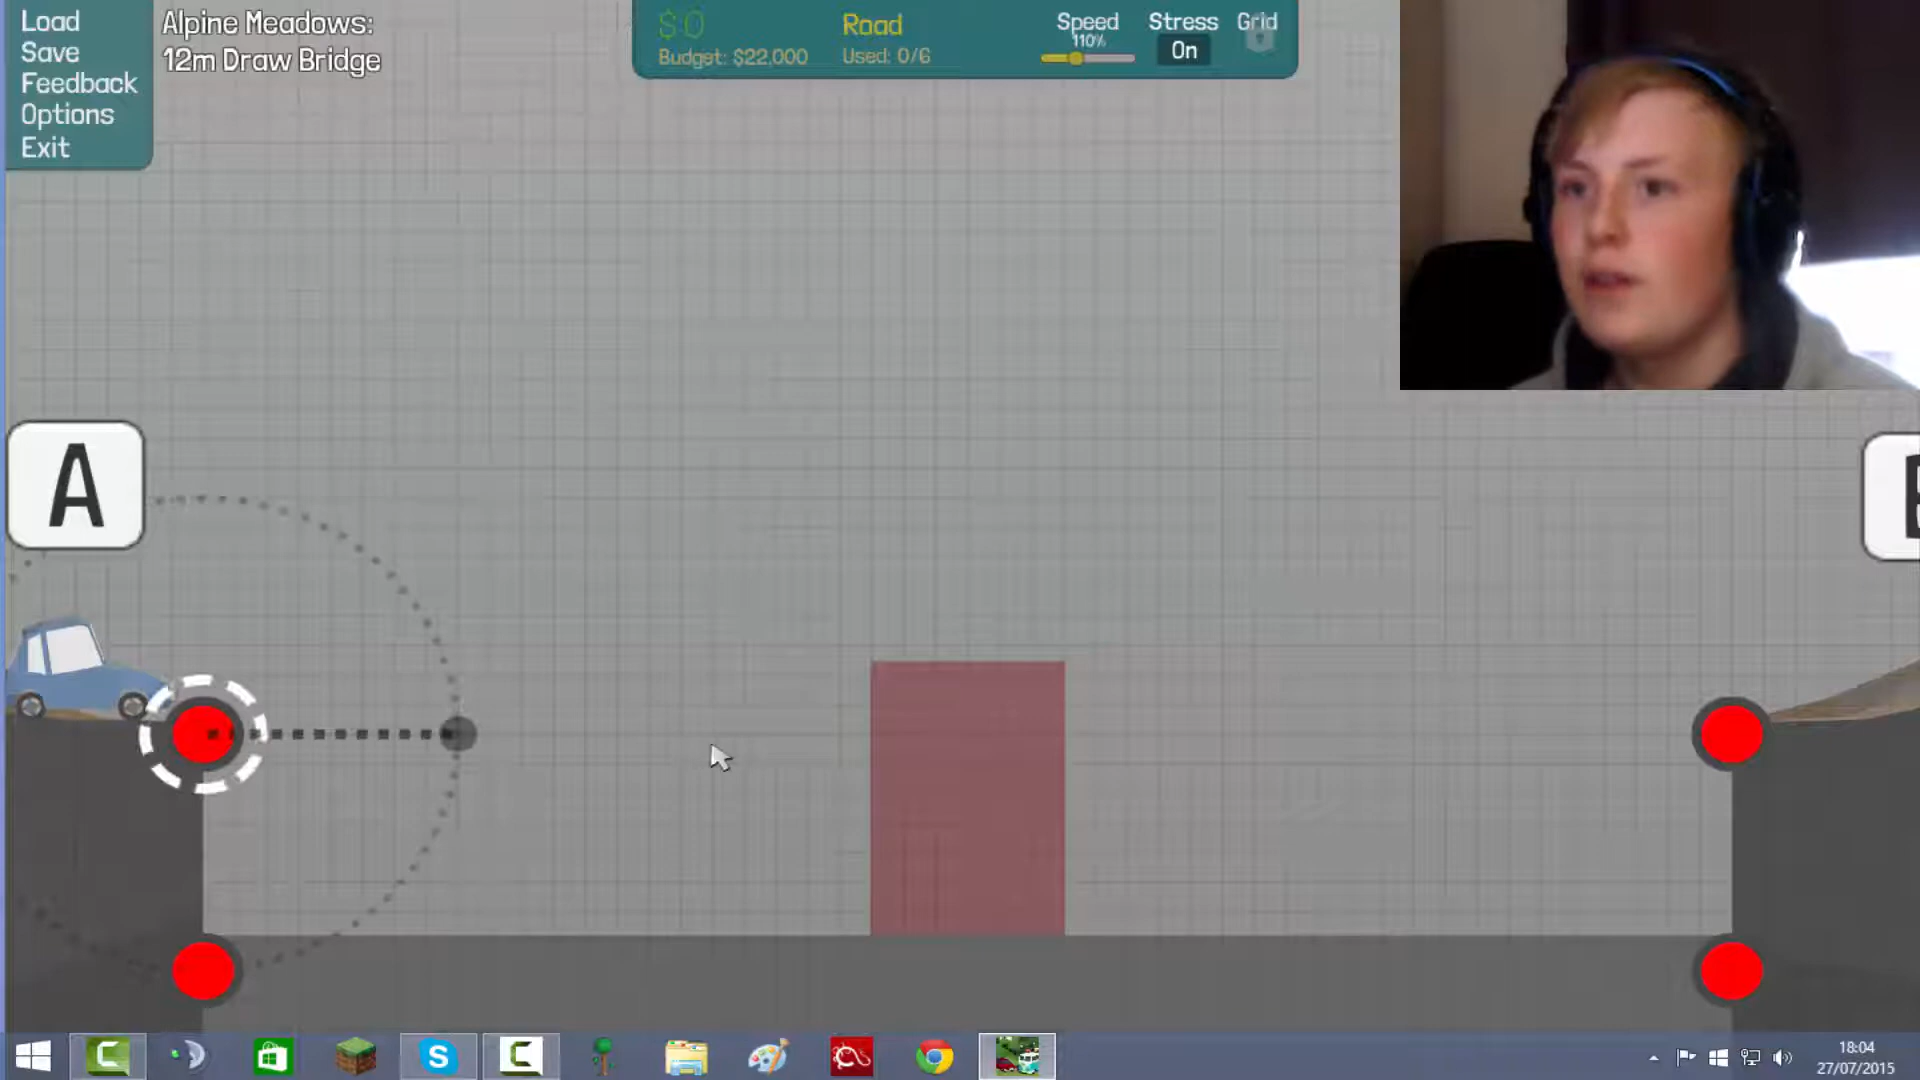 Load
Save
Feedback
Options
Exit
Alpine Meadows:
12m Draw Bridge
$:0
Budget: $22,000
Road
Used: 0/6
Speed
110%
Stress
On
Grid
A
18:04
27/07/2015